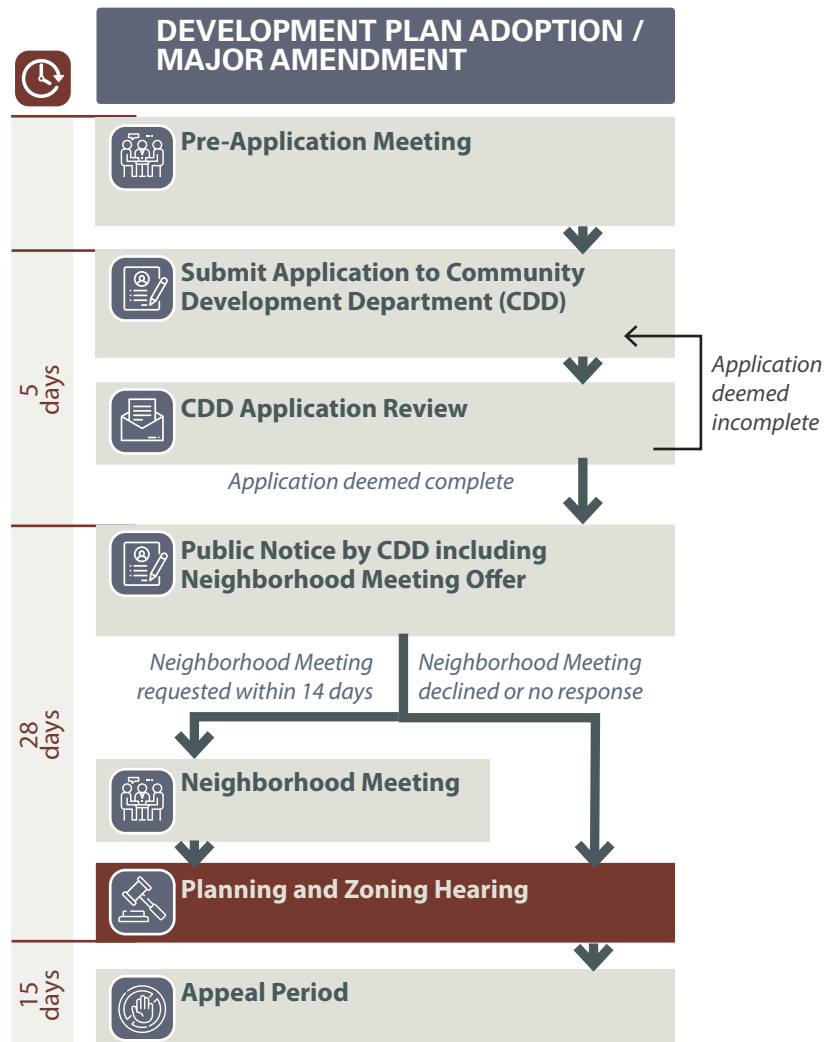 DEVELOPMENT PLAN ADOPTION /
MAJOR AMENDMENT
Pre-Application Meeting
Submit Application to Community
Development Department (CDD)
Application
deemed
incomplete
5
days
CDD Application Review
Application deemed complete
Public Notice by CDD including
Neighborhood Meeting Offer
Neighborhood Meeting
requested within 14 days
Neighborhood Meeting
declined or no response
28
days
Neighborhood Meeting
Planning and Zoning Hearing
15
days
Appeal Period